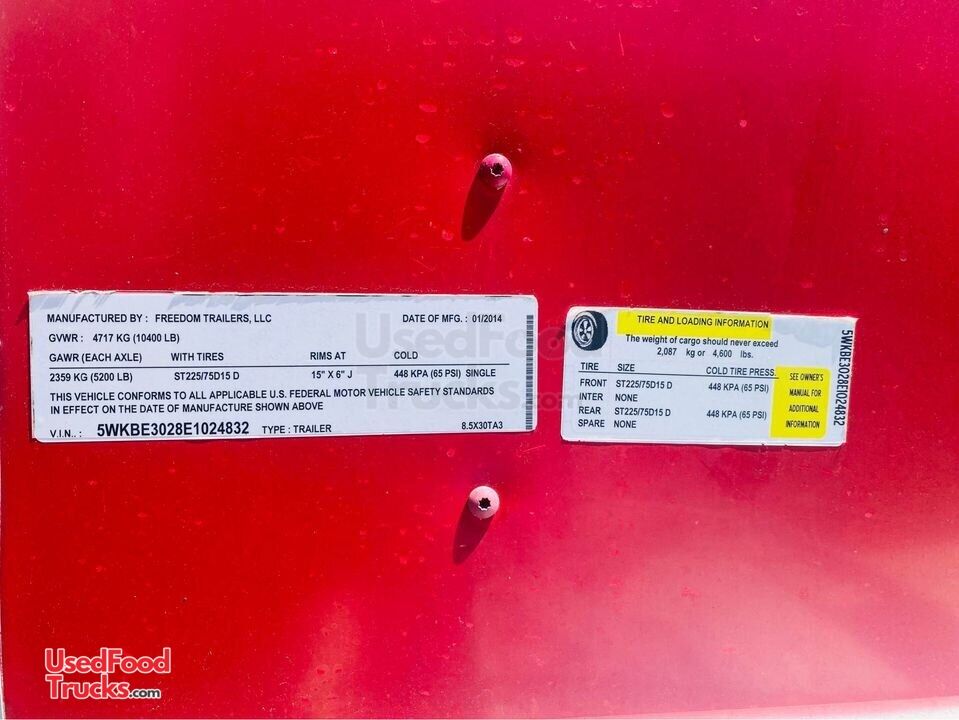 MANUFACTURED BY : FREEDOM TRAILERS, LLC DATE OF MFG. : 01/2014
GVWR : 4717 KG (10400 LB)
GAWR (EACH AXLE) WITH TIRES RIMS AT COLD
2359 KG (5200 LB) ST225/75D15 D 15" X 6" J 448 KPA (65 PSI) SINGLE
THIS VEHICLE CONFORMS TO ALL APPLICABLE U.S. FEDERAL MOTOR VEHICLE SAFETY STANDARDS
IN EFFECT ON THE DATE OF MANUFACTURE SHOWN ABOVE
V.I.N.. : 5WKBE3028E1024832 TYPE : TRAILER 8.5X30TA3
TIRE AND LOADING INFORMATION
The weight of cargo should never exceed
2,087 kg or 4,600 lbs.
TIRE SIZE COLD TIRE PRESS.
FRONT ST225/75D15 D 448 KPA (65 PSI)
INTER NONE
REAR ST225/75D15 D 448 KPA (65 PSI)
SPARE NONE
SEE OWNER'S
MANUAL FOR
ADDITIONAL
INFORMATION
5WKBE3028E1024832
UsedFood
Trucks.com
UsedFood
Trucks.com